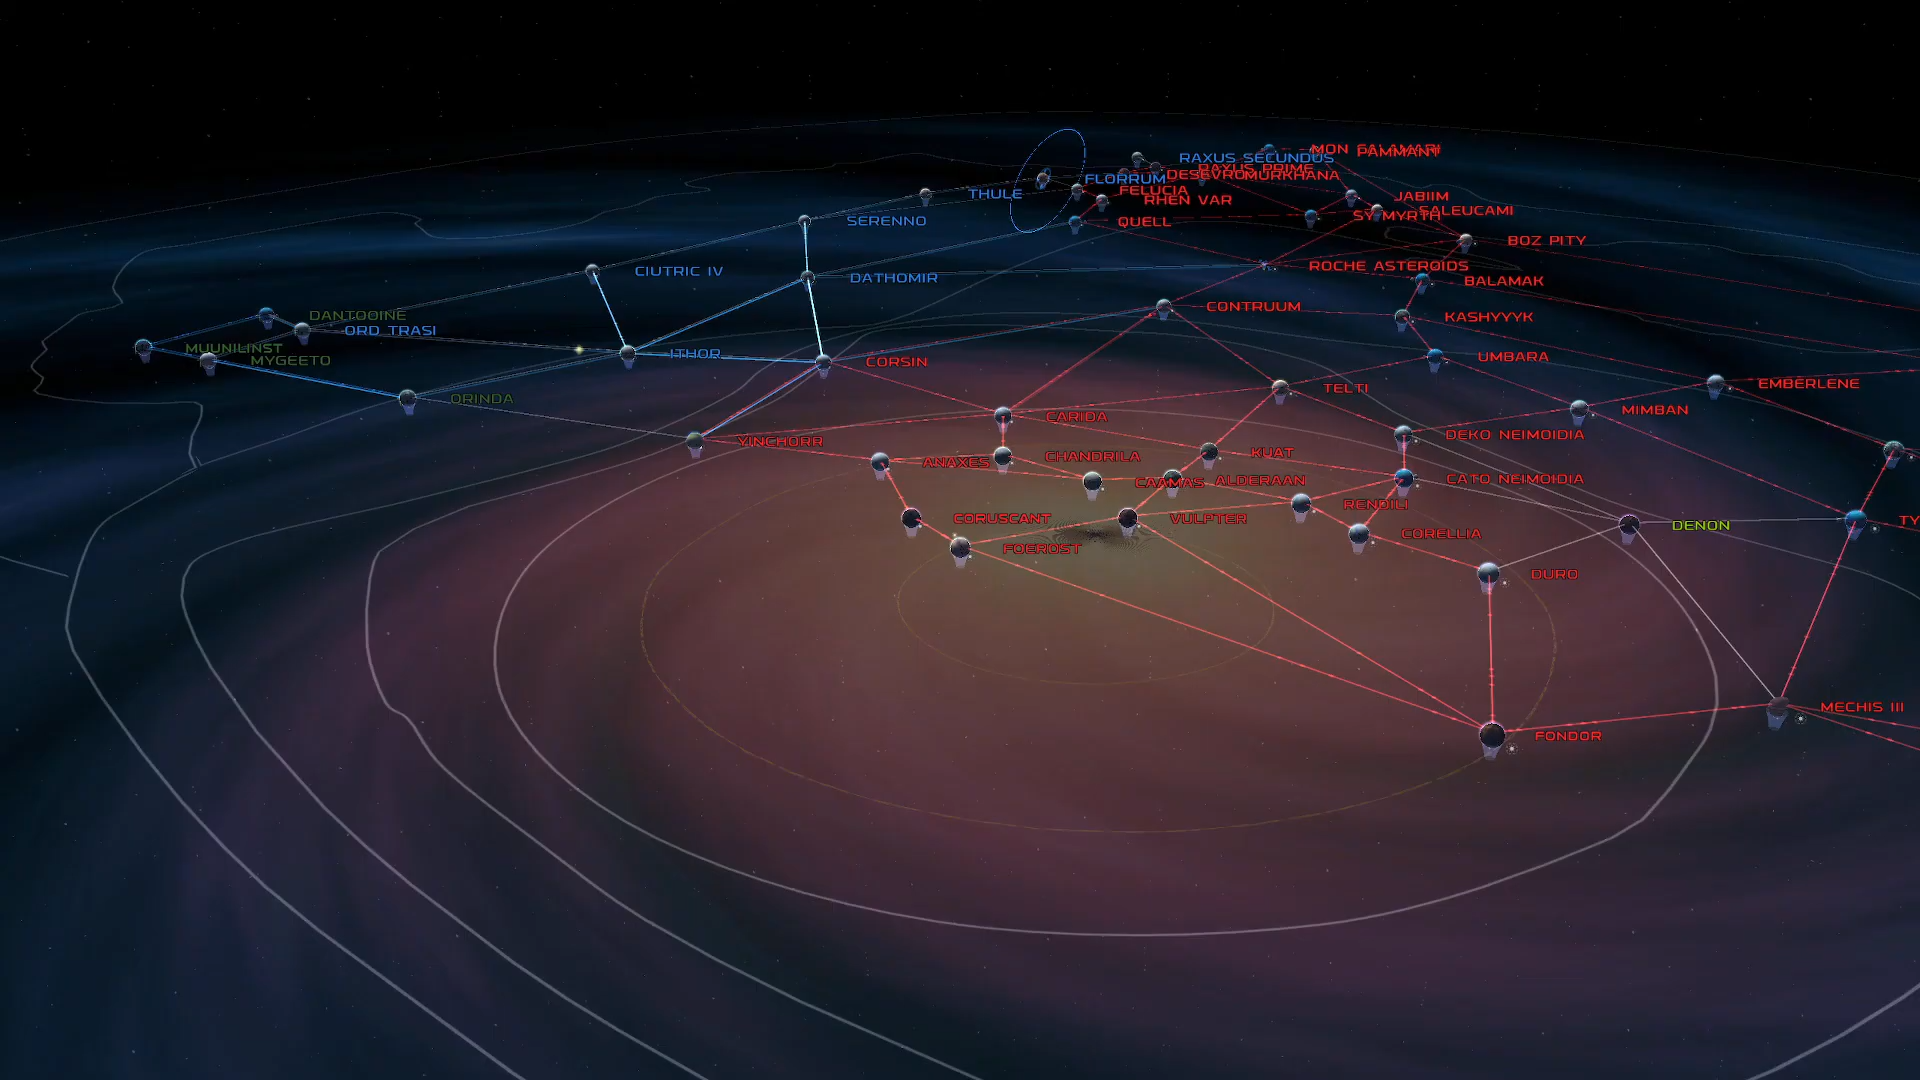 MON CALAMARI
PAMMANT
RAXUS SECUNDUS
RAXUS PRIME
DESEVRO
MURKHANA
FLORRUM
FELUCIA
THULE
RHEN VAR
JABIIM
SALEUCAMI
SY MYRTH
SERENNO
QUELL
BOZ PITY
ROCHE ASTEROIDS
CIUTRIC IV
DATHOMIR
BALAMAK
CONTRUUM
DANTOOINE
KASHYYYK
ORD TRASI
MUUNILINST
ITHOR
UMBARA
MYGEETO
CORSIN
EMBERLENE
TELTI
ORINDA
MIMBAN
CARIDA
DEKO NEIMOIDIA
YINCHORR
KUAT
CHANDRILA
ANAXES
CATO NEIMOIDIA
CAAMAS
ALDERAAN
RENDILI
CORUSCANT
VULPTER
TY
DENON
CORELLIA
FOEROST
DURO
MECHIS III
FONDOR